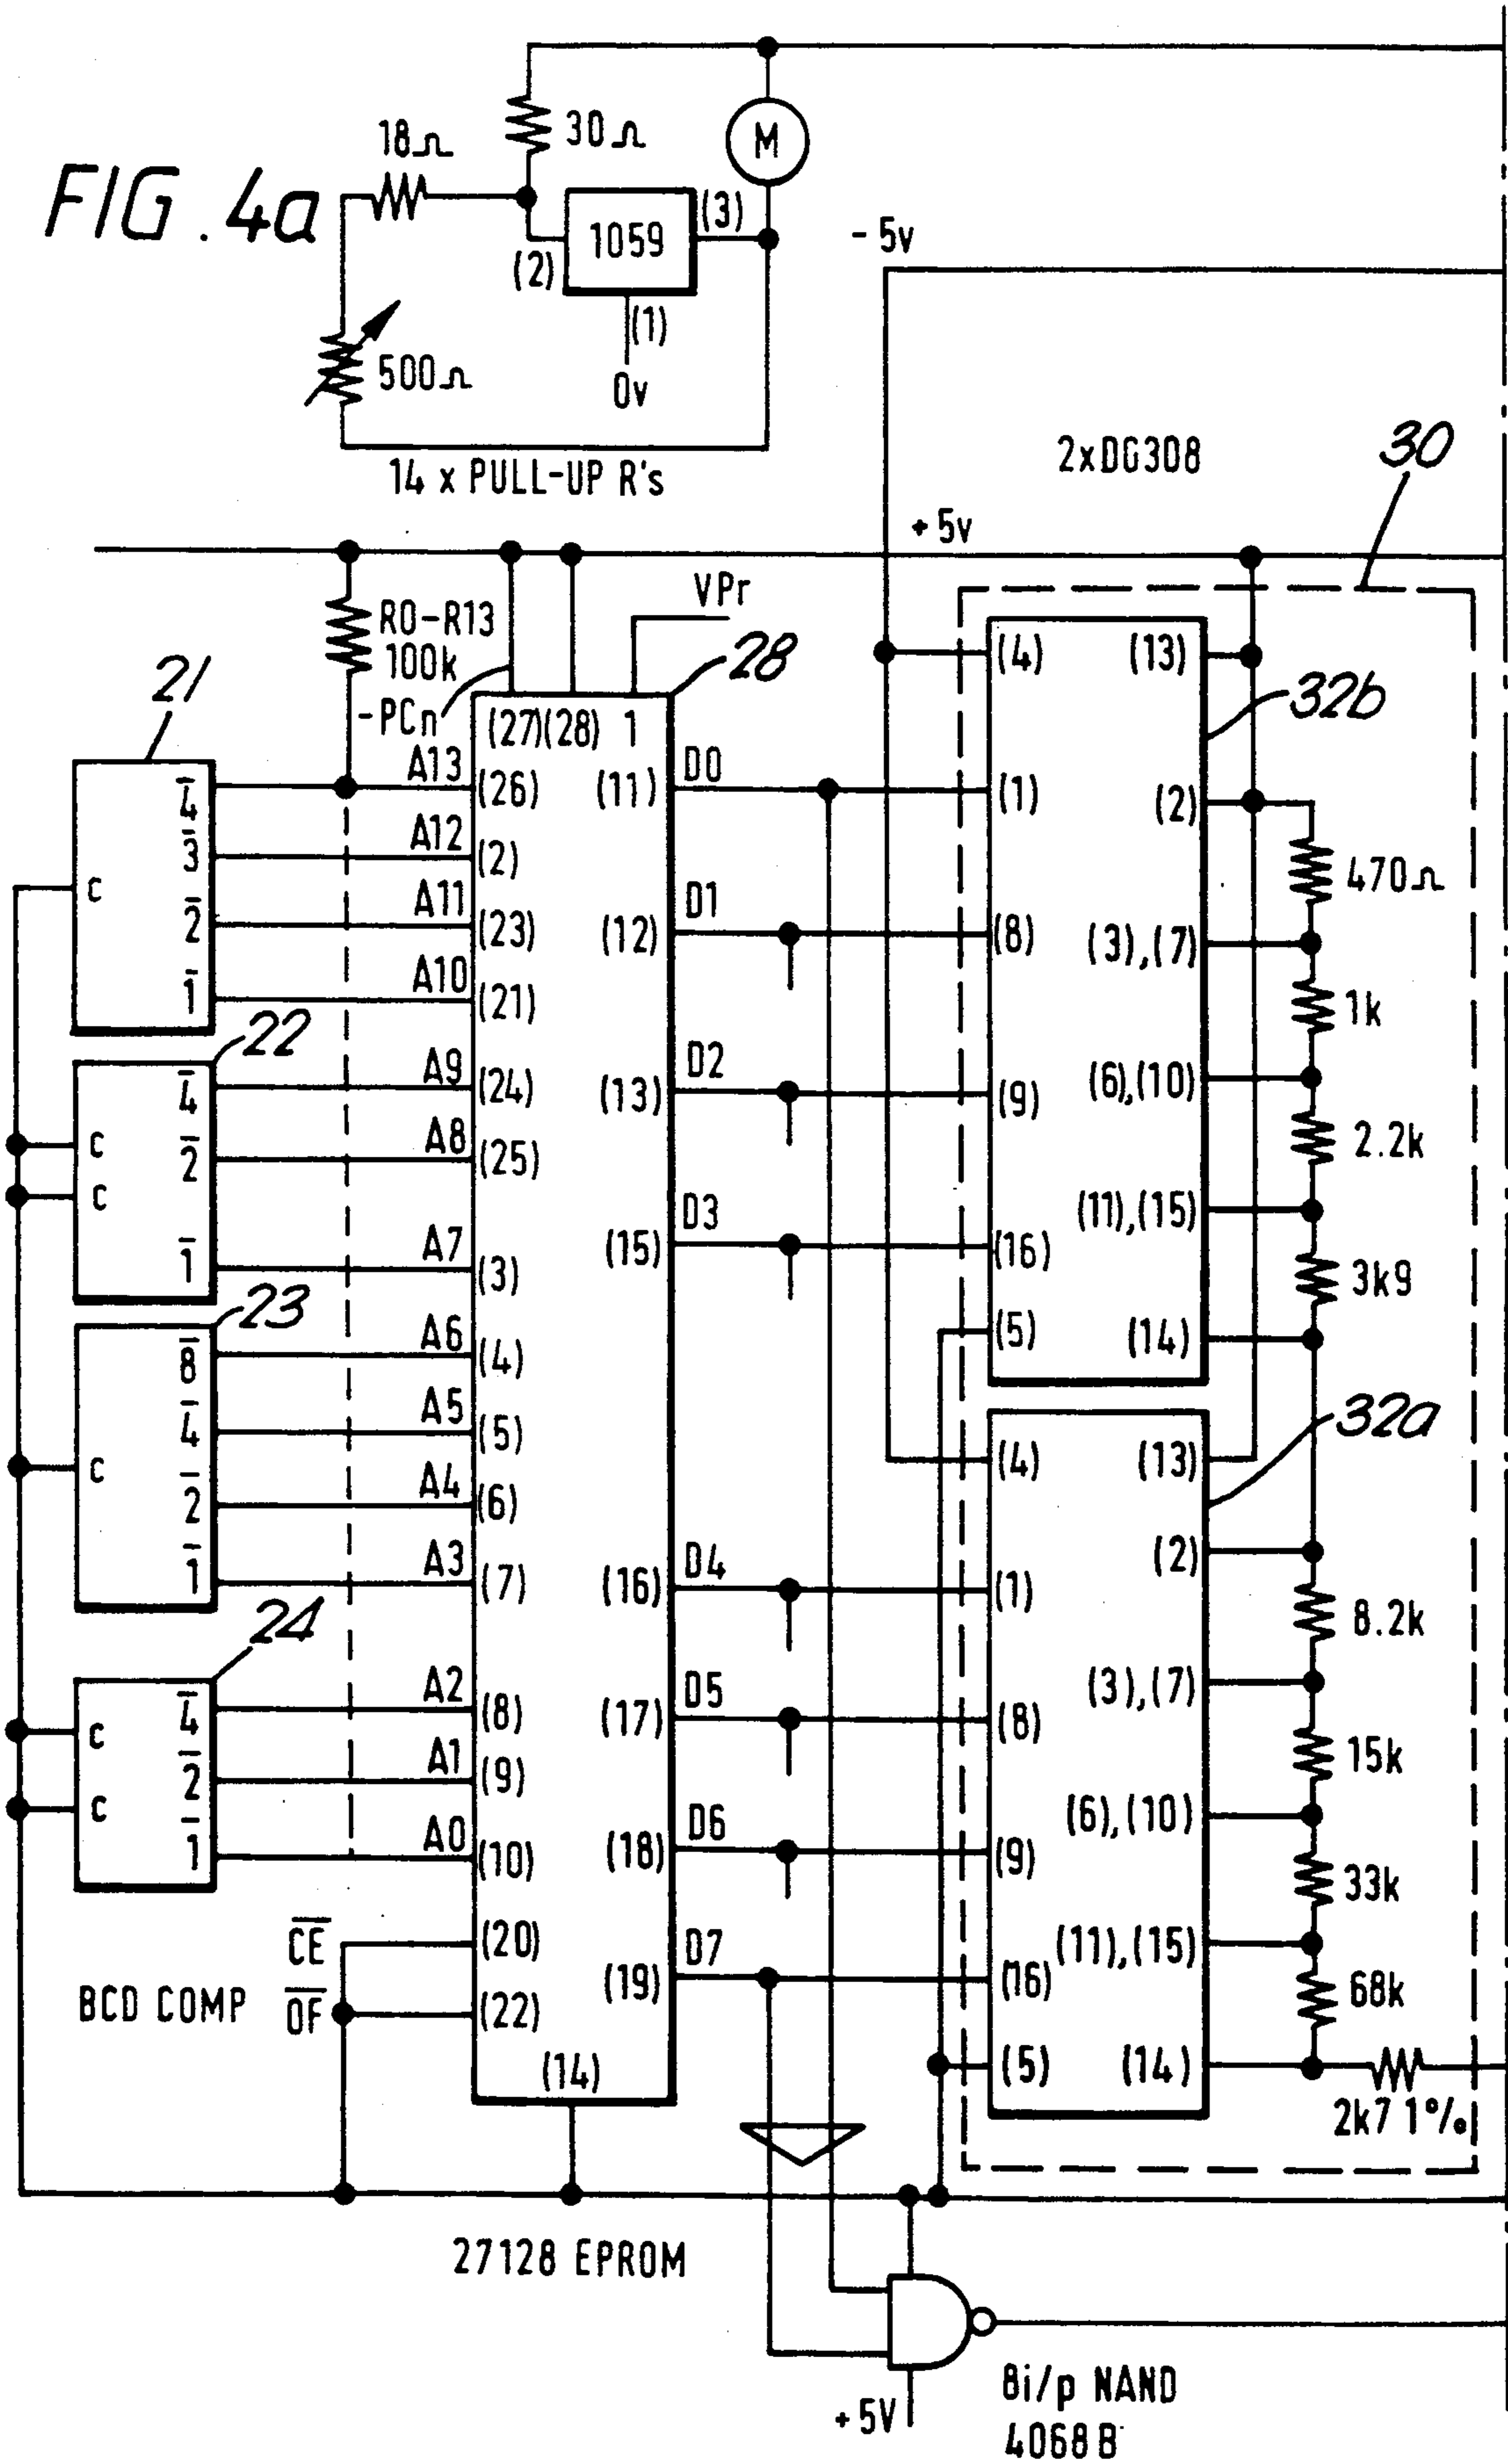 FIG. 4a
18Ω
30Ω
M
(3)
1059
(2)
(1)
0v
500Ω
-5v
14 x PULL-UP R's
2xDG308
30
+5v
R0-R13
100k
VPr
28
-PCn
(27)(28) 1
21
4̅
3̅
2̅
1̅
C
A13
(26)
A12
(2)
A11
(23)
A10
(21)
22
4̅
2̅
1̅
C
C
A9
(24)
A8
(25)
A7
(3)
23
8̅
4̅
2̅
1̅
C
A6
(4)
A5
(5)
A4
(6)
A3
(7)
24
4̅
2̅
1̅
C
C
A2
(8)
A1
(9)
A0
(10)
C̅E̅
(20)
O̅F̅
(22)
BCD COMP
(14)
(11)
D0
(12)
D1
(13)
D2
(15)
D3
(16)
D4
(17)
D5
(18)
D6
(19)
D7
27128 EPROM
32b
(4)
(13)
(1)
(2)
470Ω
(8)
(3),(7)
1k
(9)
(6),(10)
2.2k
(16)
(11),(15)
3k9
(5)
(14)
32a
(4)
(13)
(1)
(2)
8.2k
(8)
(3),(7)
15k
(9)
(6),(10)
33k
(16)
(11),(15)
68k
(5)
(14)
2k7 1%
+5V
8i/p NAND
4068B